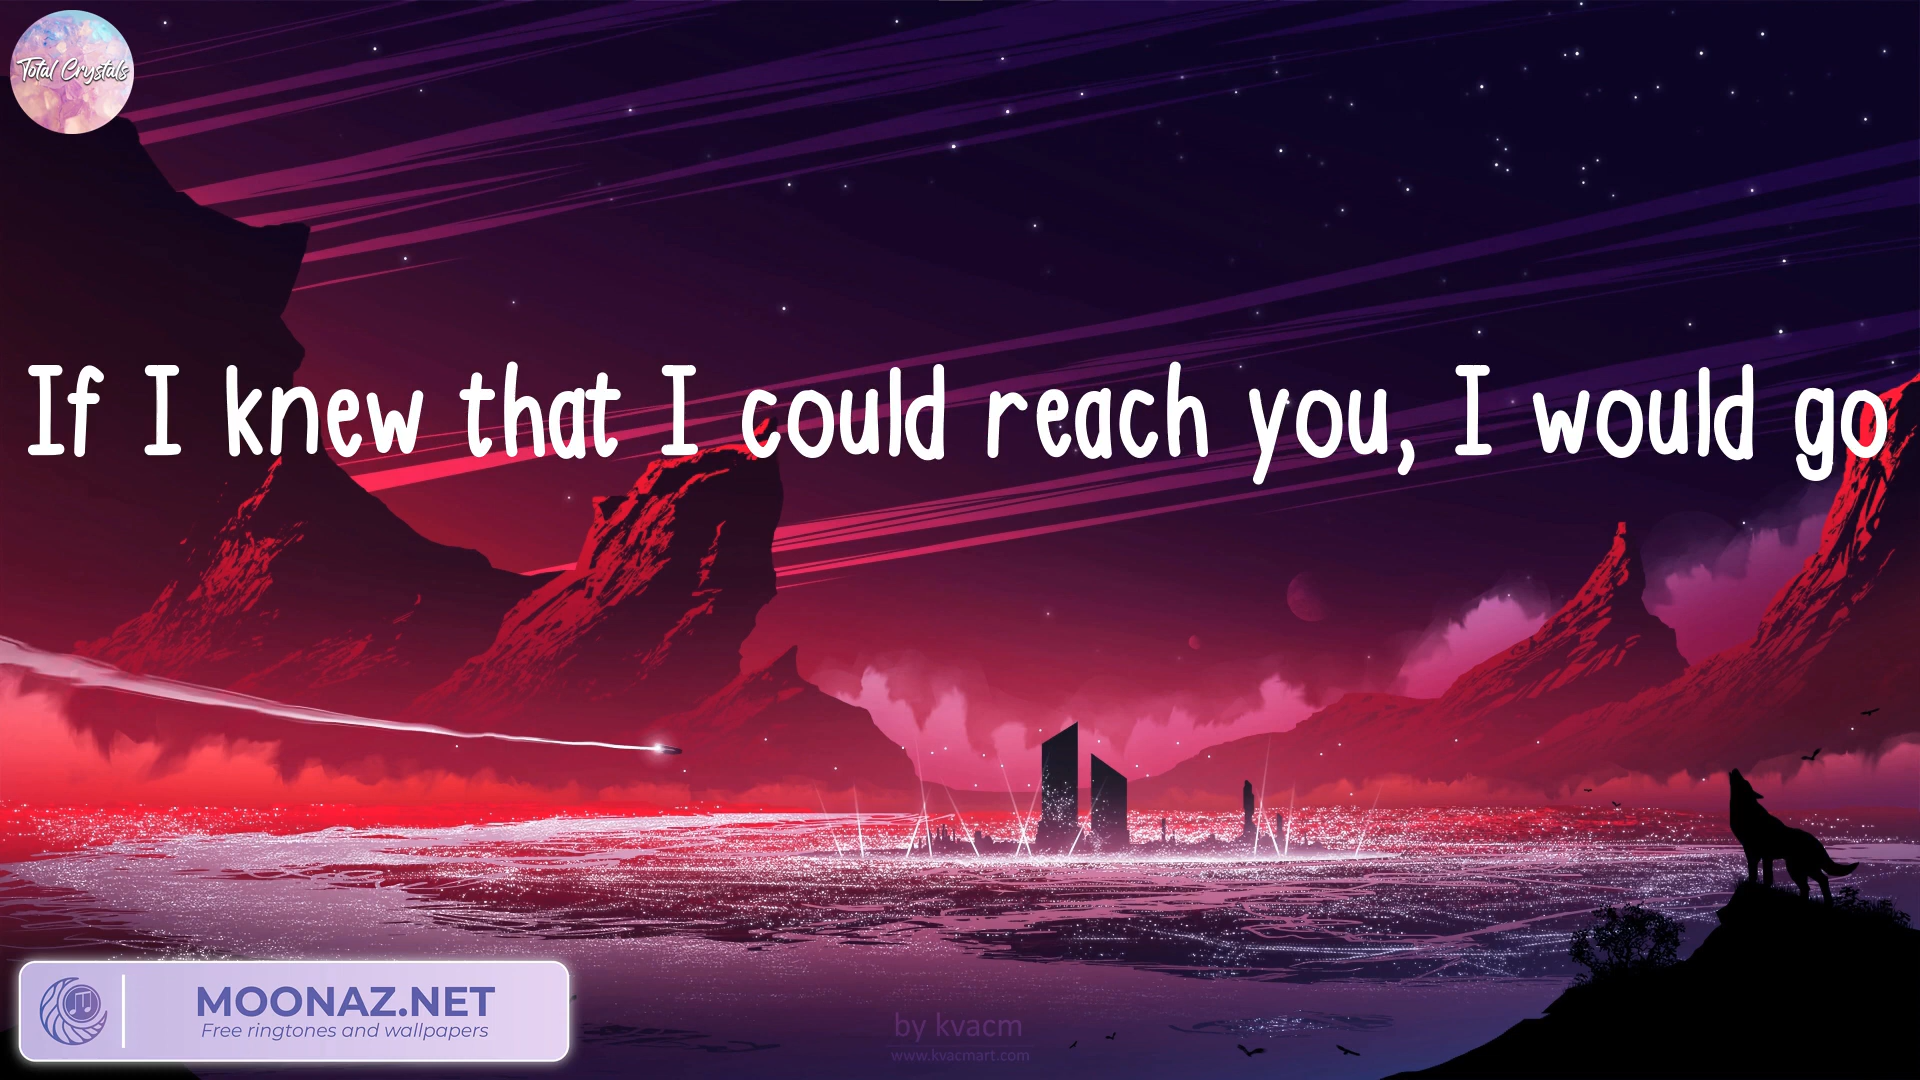 Total Crystals
If I knew that I could reach you, I would go
MOONAZ.NET
Free ringtones and wallpapers
by kvacm
www.kvacmart.com